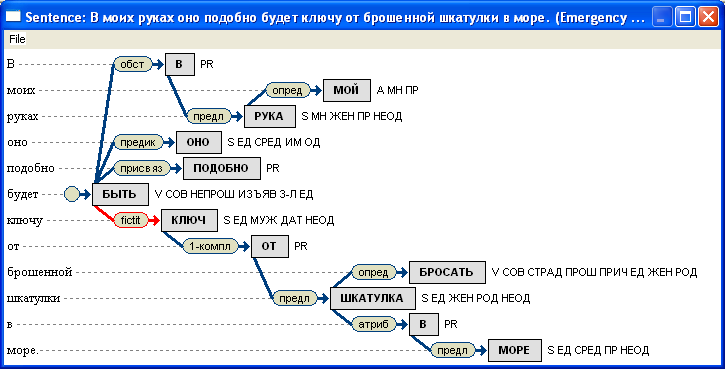 Sentence: В моих руках оно подобно будет ключу от брошенной шкатулки в море. (Emergency ...
File
В обст В PR
моих опред МОЙ A МН ПР
руках предл РУКА S МН ЖЕН ПР НЕОД
оно предик ОНО S ЕД СРЕД ИМ ОД
подобно присвяз ПОДОБНО PR
будет БЫТЬ V СОВ НЕПРОШ ИЗЪЯВ 3-Л ЕД
ключу fictit КЛЮЧ S ЕД МУЖ ДАТ НЕОД
от 1-компл ОТ PR
брошенной опред БРОСАТЬ V СОВ СТРАД ПРОШ ПРИЧ ЕД ЖЕН РОД
шкатулки предл ШКАТУЛКА S ЕД ЖЕН РОД НЕОД
в атриб В PR
море. предл МОРЕ S ЕД СРЕД ПР НЕОД